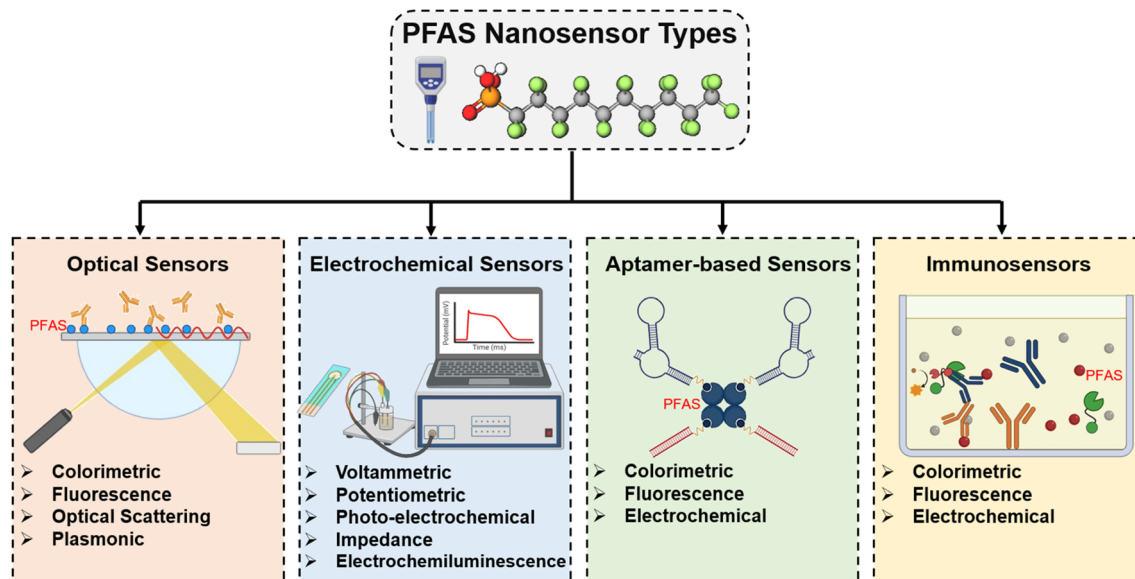 PFAS Nanosensor Types
Optical Sensors
PFAS
Colorimetric
Fluorescence
Optical Scattering
Plasmonic
Electrochemical Sensors
Potential (mV)
Time (ms)
Voltammetric
Potentiometric
Photo-electrochemical
Impedance
Electrochemiluminescence
Aptamer-based Sensors
PFAS
Colorimetric
Fluorescence
Electrochemical
Immunosensors
PFAS
Colorimetric
Fluorescence
Electrochemical